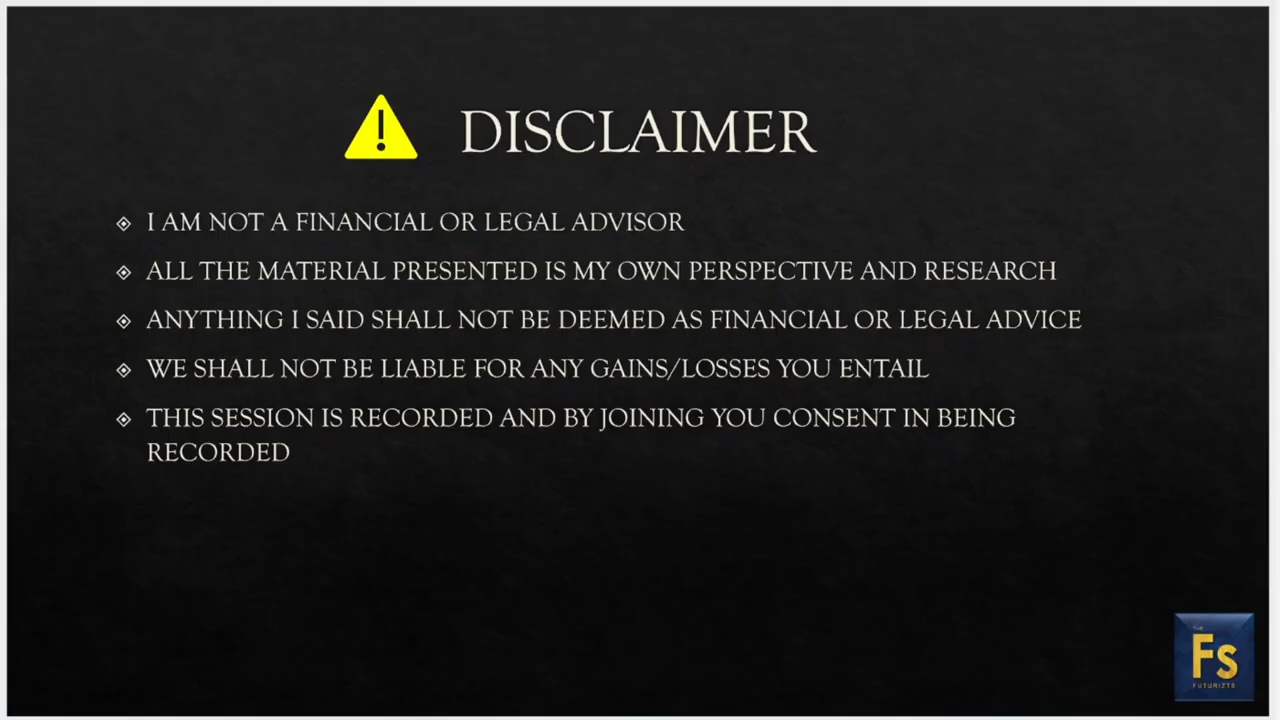 DISCLAIMER
I AM NOT A FINANCIAL OR LEGAL ADVISOR
ALL THE MATERIAL PRESENTED IS MY OWN PERSPECTIVE AND RESEARCH
ANYTHING I SAID SHALL NOT BE DEEMED AS FINANCIAL OR LEGAL ADVICE
WE SHALL NOT BE LIABLE FOR ANY GAINS/LOSSES YOU ENTAIL
THIS SESSION IS RECORDED AND BY JOINING YOU CONSENT IN BEING
RECORDED
THE
Fs
FUTURIZTS